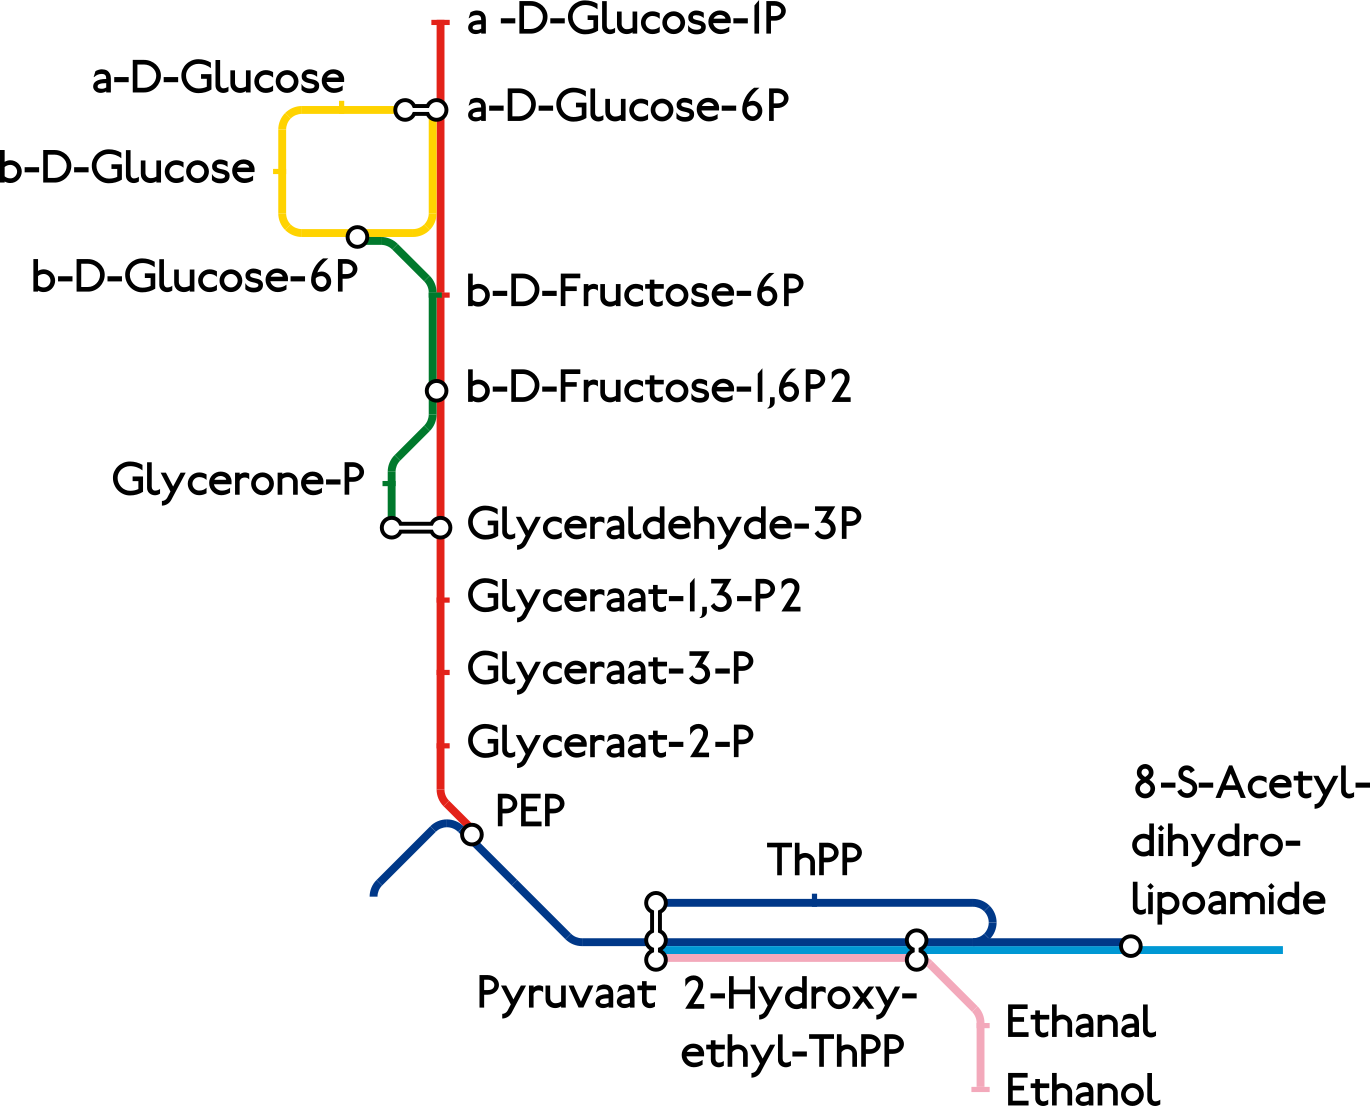 a -D-Glucose-1P
a-D-Glucose
a-D-Glucose-6P
b-D-Glucose
b-D-Glucose-6P
b-D-Fructose-6P
b-D-Fructose-1,6P2
Glycerone-P
Glyceraldehyde-3P
Glyceraat-1,3-P2
Glyceraat-3-P
Glyceraat-2-P
PEP
8-S-Acetyl-
dihydro-
lipoamide
ThPP
Pyruvaat
2-Hydroxy-
ethyl-ThPP
Ethanal
Ethanol